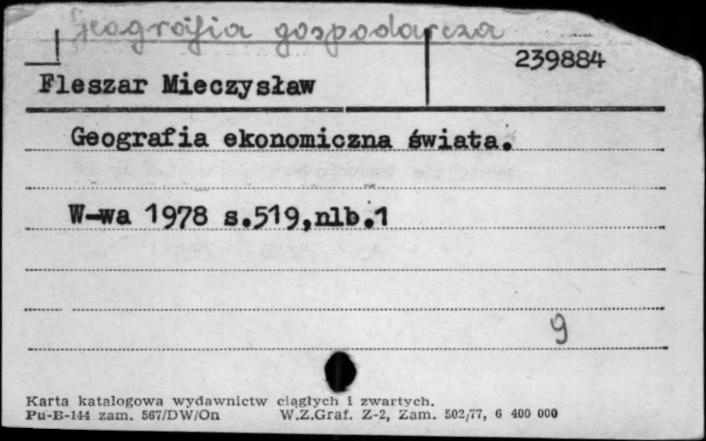 Geografia gospodarcza
239884
Fleszar Mieczysław
Geografia ekonomiczna świata.
W-wa 1978 s.519,nlb.1
9
Karta katalogowa wydawnictw ciągłych i zwartych.
Pu-B-144 zam. 567/DW/On W.Z.Graf. Z-2, Zam. 502/77, 6 400 000